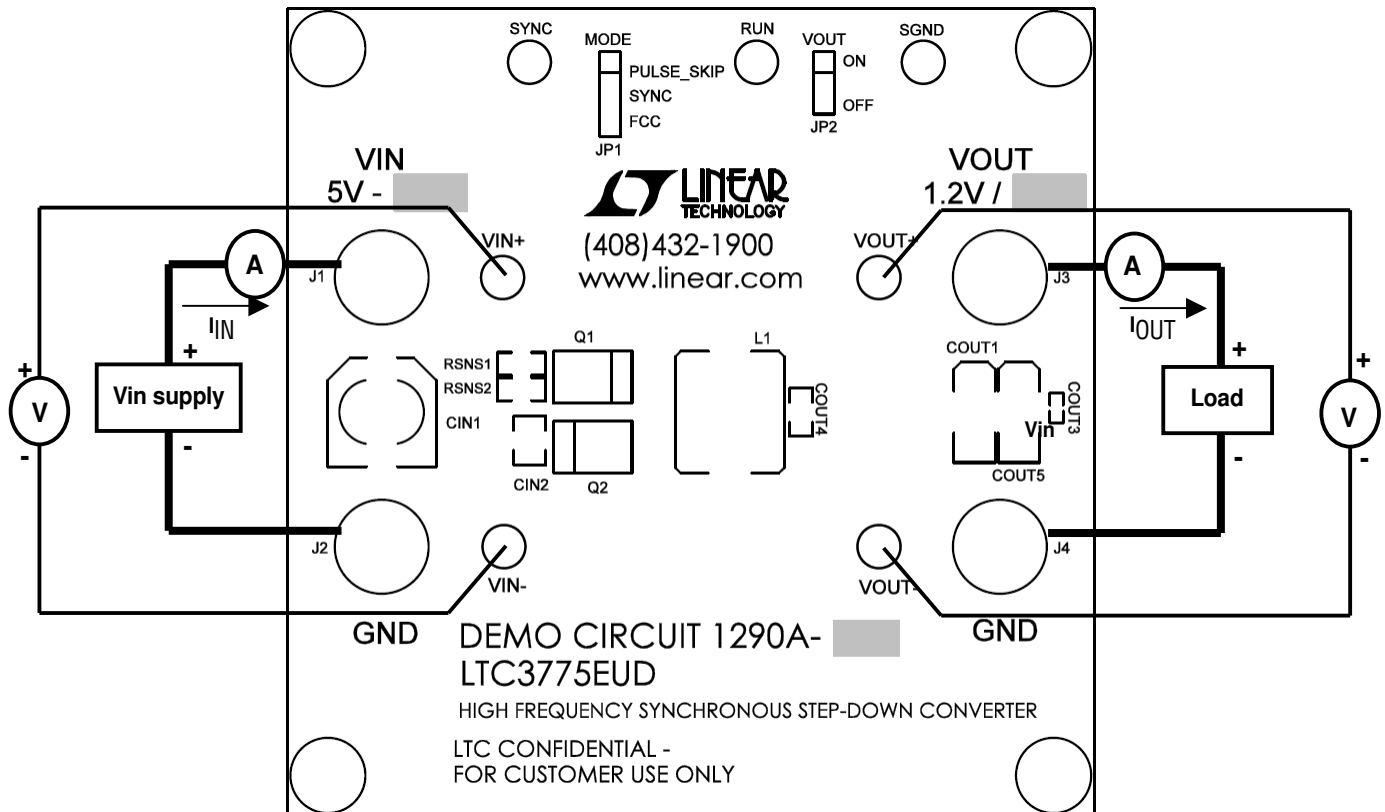 SYNC
MODE
RUN
VOUT
SGND
PULSE_SKIP
SYNC
FCC
JP1
ON
OFF
JP2
VIN
5V -
LINEAR
TECHNOLOGY
(408)432-1900
www.linear.com
VOUT
1.2V /
VIN+
VOUT+
A
J1
IIN
J3
A
IOUT
+
Vin supply
-
+
V
-
RSNS1
RSNS2
CIN1
CIN2
Q1
Q2
L1
COUT4
COUT1
COUT3
Vin
COUT5
+
Load
-
+
V
-
J2
VIN-
GND
J4
VOUT-
GND
DEMO CIRCUIT 1290A-
LTC3775EUD
HIGH FREQUENCY SYNCHRONOUS STEP-DOWN CONVERTER
LTC CONFIDENTIAL -
FOR CUSTOMER USE ONLY